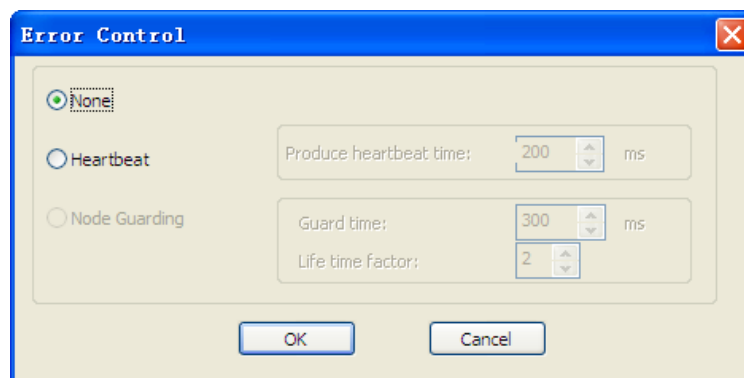 Error Control
None
Heartbeat
Produce heartbeat time: 200 ms
Node Guarding
Guard time: 300 ms
Life time factor: 2
OK Cancel